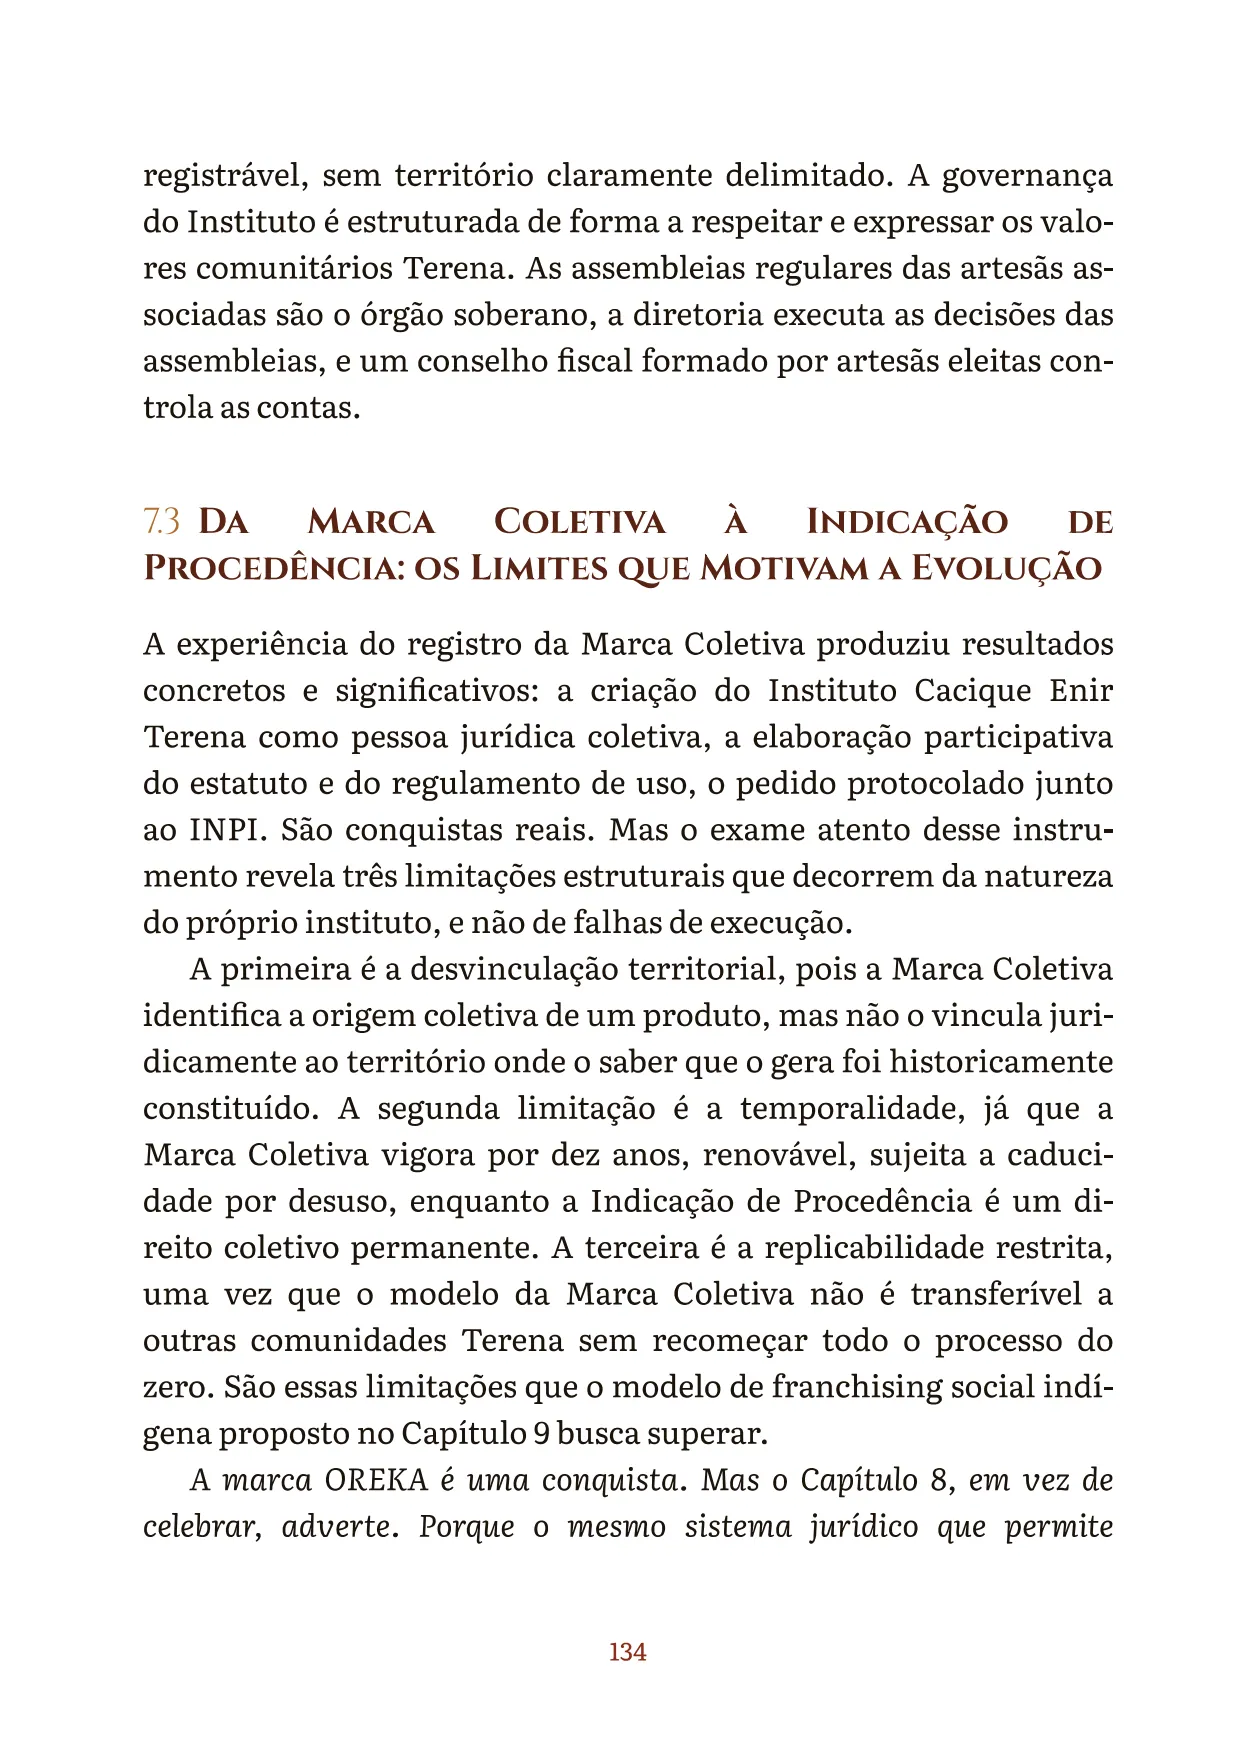 registrável, sem território claramente delimitado. A governança
do Instituto é estruturada de forma a respeitar e expressar os valo-
res comunitários Terena. As assembleias regulares das artesãs as-
sociadas são o órgão soberano, a diretoria executa as decisões das
assembleias, e um conselho fiscal formado por artesãs eleitas con-
trola as contas.
7.3 Da Marca Coletiva à Indicação de
Procedência: os Limites que Motivam a Evolução
A experiência do registro da Marca Coletiva produziu resultados
concretos e significativos: a criação do Instituto Cacique Enir
Terena como pessoa jurídica coletiva, a elaboração participativa
do estatuto e do regulamento de uso, o pedido protocolado junto
ao INPI. São conquistas reais. Mas o exame atento desse instru-
mento revela três limitações estruturais que decorrem da natureza
do próprio instituto, e não de falhas de execução.
A primeira é a desvinculação territorial, pois a Marca Coletiva
identifica a origem coletiva de um produto, mas não o vincula juri-
dicamente ao território onde o saber que o gera foi historicamente
constituído. A segunda limitação é a temporalidade, já que a
Marca Coletiva vigora por dez anos, renovável, sujeita a caduci-
dade por desuso, enquanto a Indicação de Procedência é um di-
reito coletivo permanente. A terceira é a replicabilidade restrita,
uma vez que o modelo da Marca Coletiva não é transferível a
outras comunidades Terena sem recomeçar todo o processo do
zero. São essas limitações que o modelo de franchising social indí-
gena proposto no Capítulo 9 busca superar.
A marca OREKA é uma conquista. Mas o Capítulo 8, em vez de
celebrar, adverte. Porque o mesmo sistema jurídico que permite
134